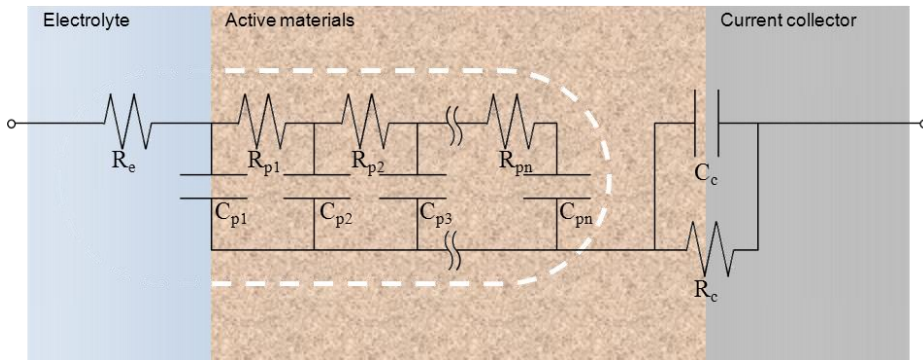 Electrolyte
Active materials
Current collector
Re
Rp1
Rp2
Rpn
Cc
Cp1
Cp2
Cp3
Cpn
Rc